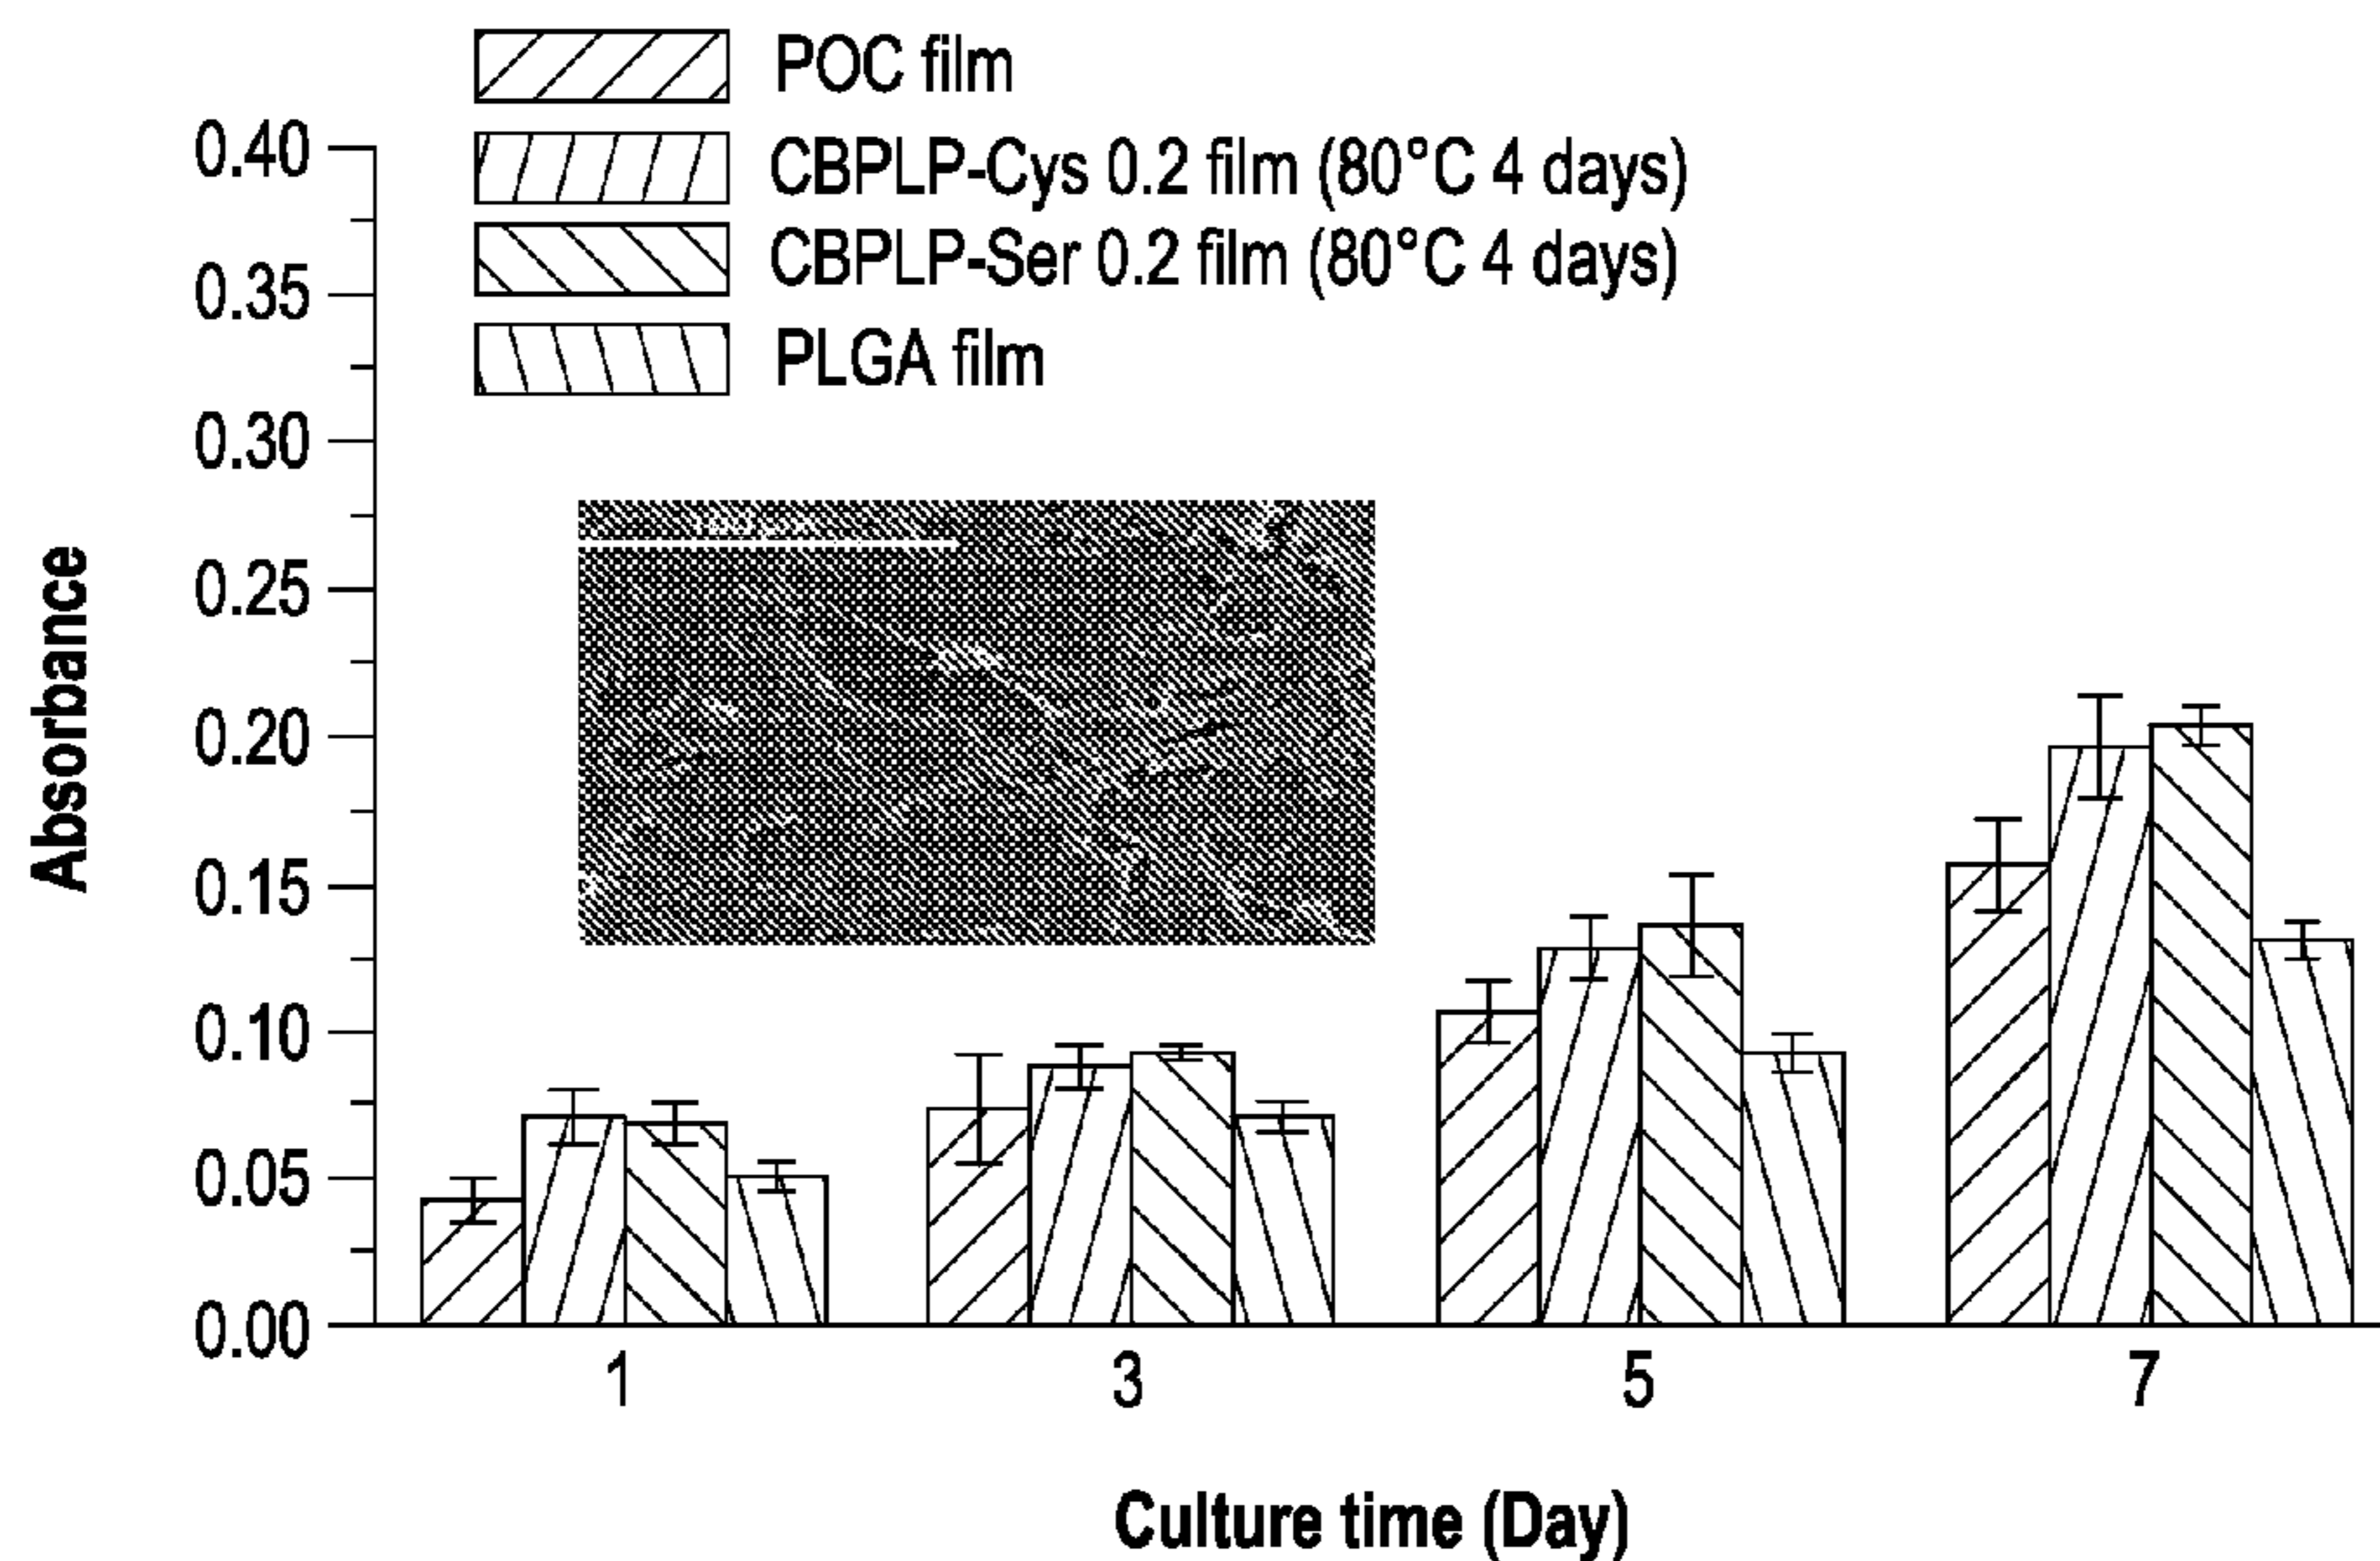 POC film
CBPLP-Cys 0.2 film (80°C 4 days)
CBPLP-Ser 0.2 film (80°C 4 days)
PLGA film
0.40
0.35
0.30
0.25
0.20
0.15
0.10
0.05
0.00
Absorbance
1 3 5 7
Culture time (Day)